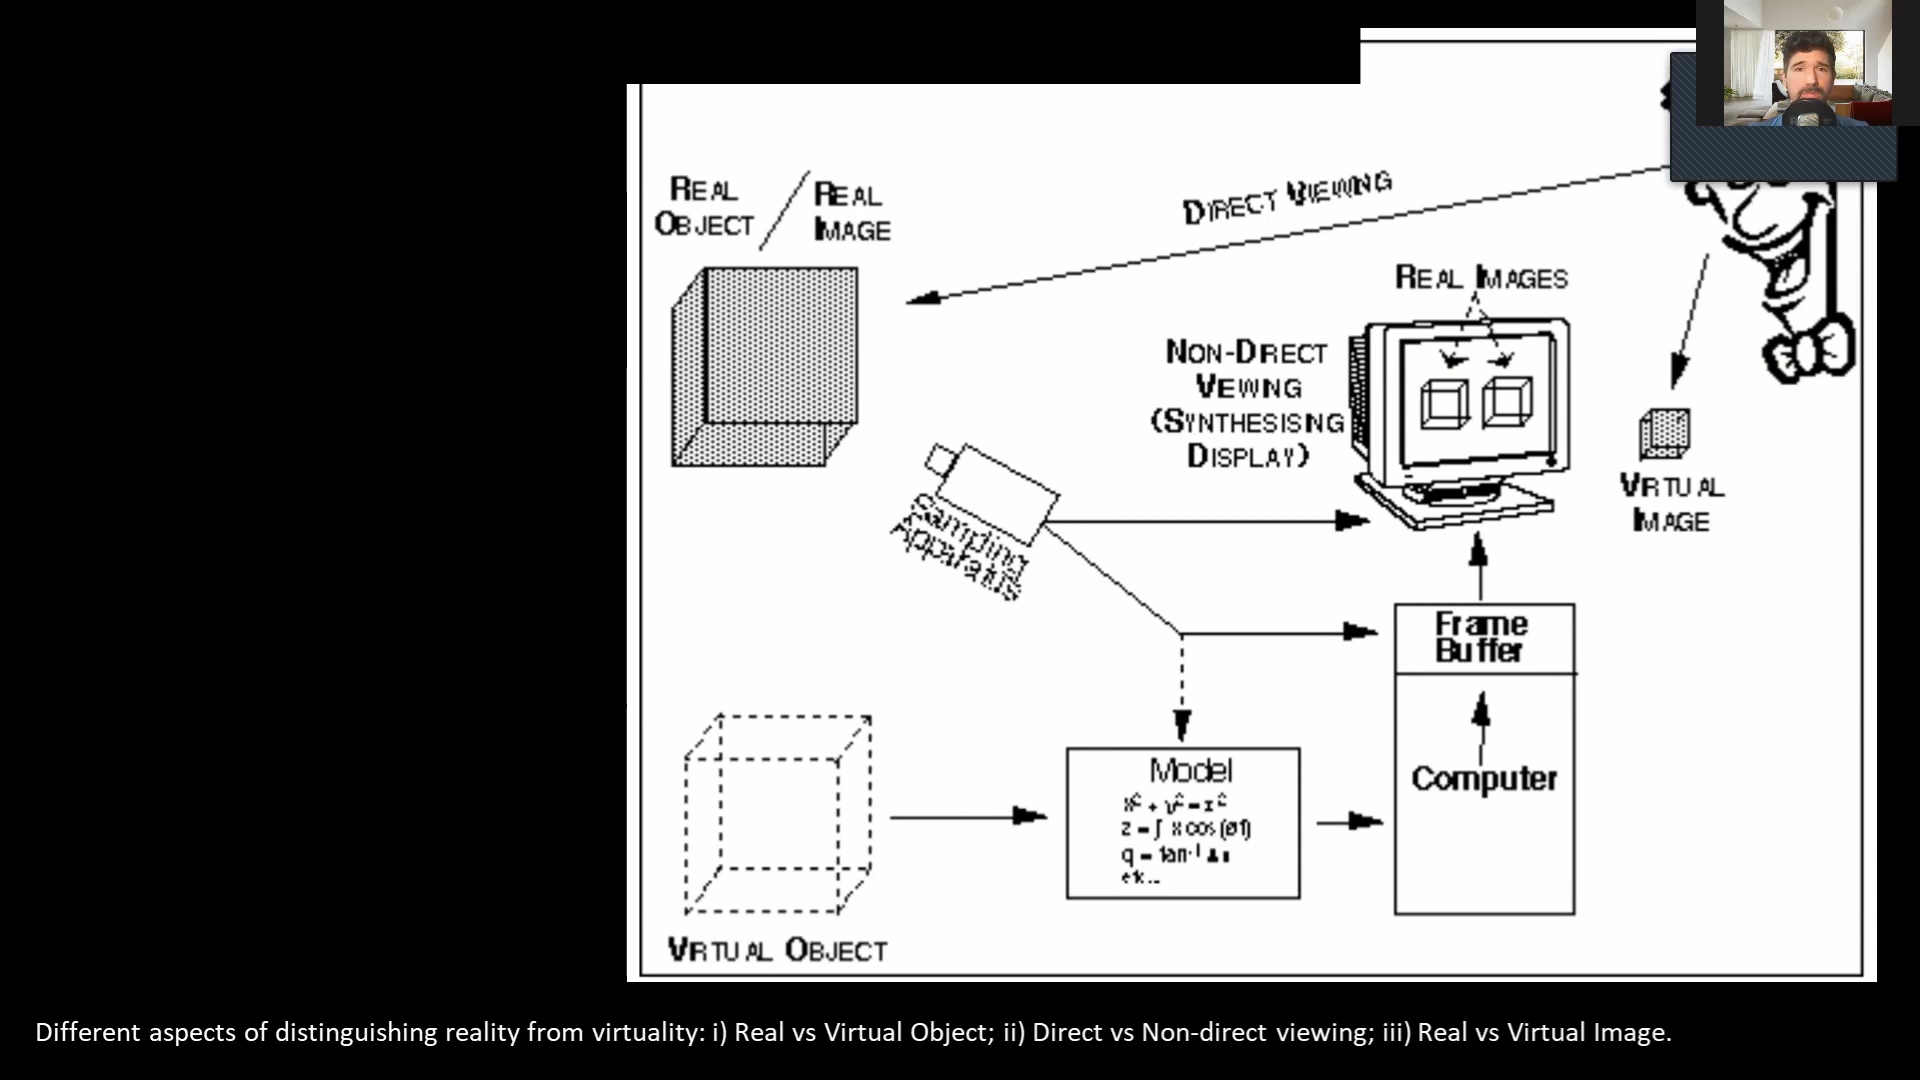 REAL
OBJECT
REAL
IMAGE
DIRECT VIEWING
REAL IMAGES
NON-DIRECT
VIEWING
(SYNTHESISING
DISPLAY)
VIRTUAL
IMAGE
Sampling
Apparatus
Frame
Buffer
Computer
Model
etc...
VIRTUAL OBJECT
Different aspects of distinguishing reality from virtuality: i) Real vs Virtual Object; ii) Direct vs Non-direct viewing; iii) Real vs Virtual Image.